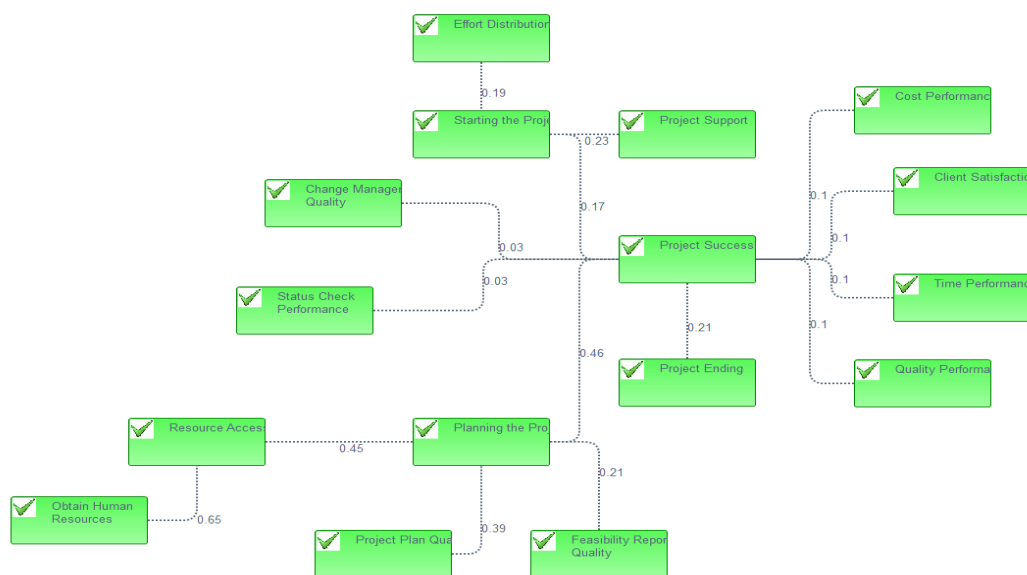 Effort Distribution
0.19
Starting the Proje
Project Support
0.23
Cost Performanc
Client Satisfactio
Change Manager
Quality
0.17
0.1
0.03
Project Success
0.1
Status Check
Performance
0.03
0.1
Time Performanc
0.21
0.1
0.46
Project Ending
Quality Performa
Resource Acces
0.45
Planning the Pro
0.21
Obtain Human
Resources
0.65
0.39
Project Plan Qua
Feasibility Repor
Quality